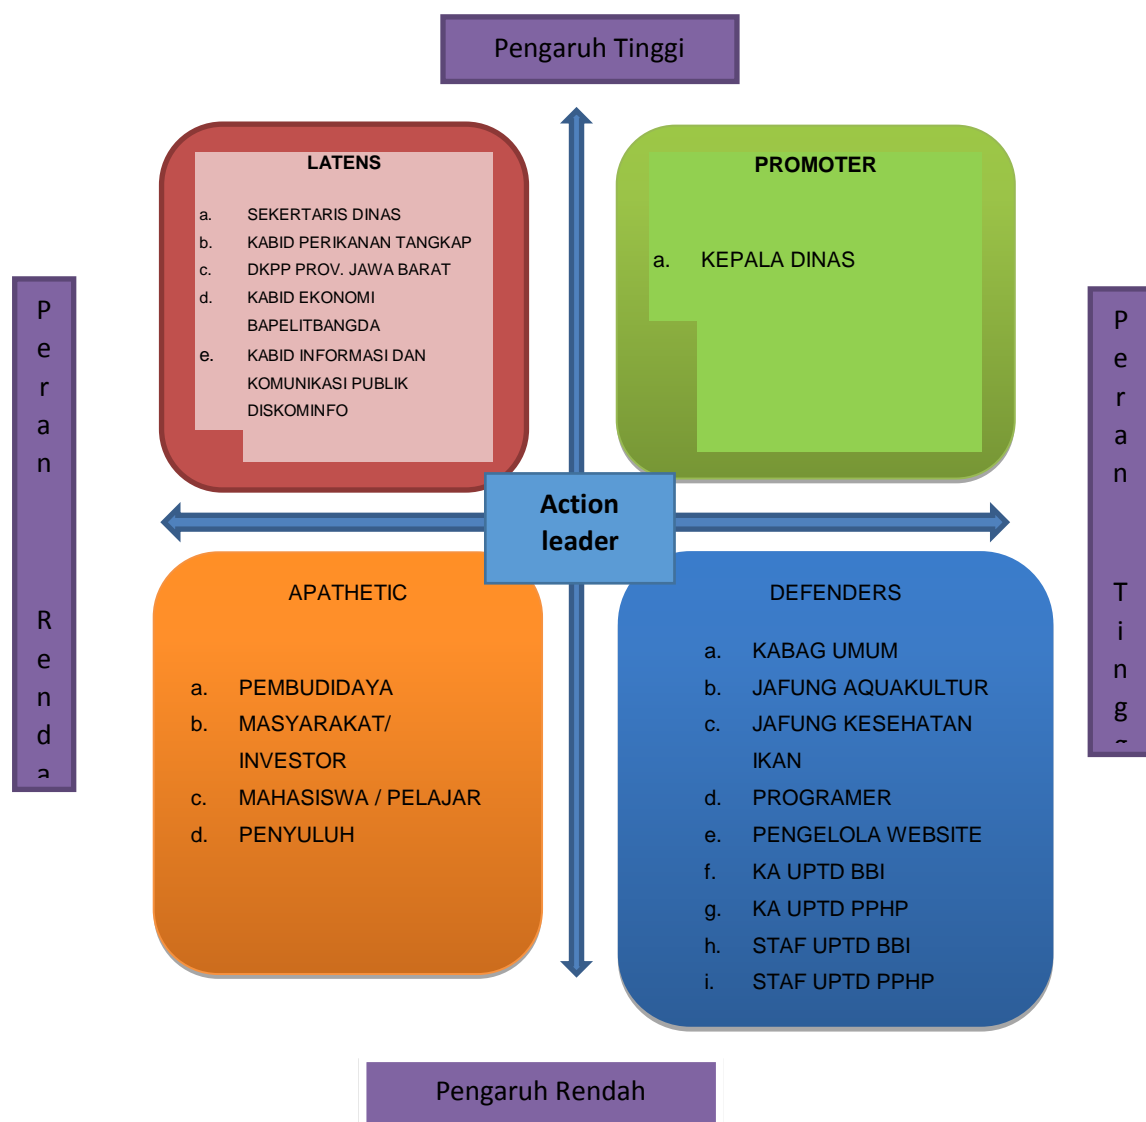 Pengaruh Tinggi
LATENS
a. SEKERTARIS DINAS
b. KABID PERIKANAN TANGKAP
c. DKPP PROV. JAWA BARAT
d. KABID EKONOMI
BAPELITBANGDA
e. KABID INFORMASI DAN
KOMUNIKASI PUBLIK
DISKOMINFO
PROMOTER
a. KEPALA DINAS
P
e
r
a
n
R
e
n
d
a
P
e
r
a
n
T
i
n
g
Action
leader
APATHETIC
a. PEMBUDIDAYA
b. MASYARAKAT/
INVESTOR
c. MAHASISWA / PELAJAR
d. PENYULUH
DEFENDERS
a. KABAG UMUM
b. JAFUNG AQUAKULTUR
c. JAFUNG KESEHATAN
IKAN
d. PROGRAMER
e. PENGELOLA WEBSITE
f. KA UPTD BBI
g. KA UPTD PPHP
h. STAF UPTD BBI
i. STAF UPTD PPHP
Pengaruh Rendah